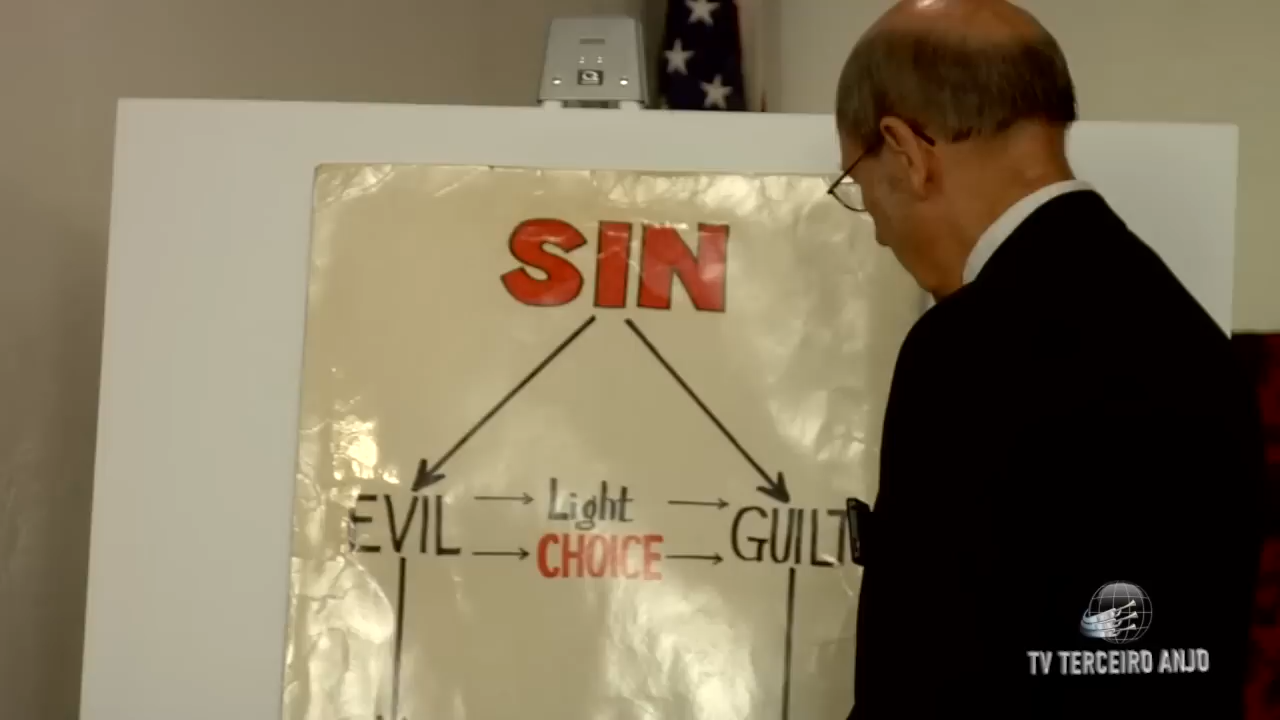 SIN
EVIL → Light → GUILT
→ CHOICE →
TV TERCEIRO ANJO